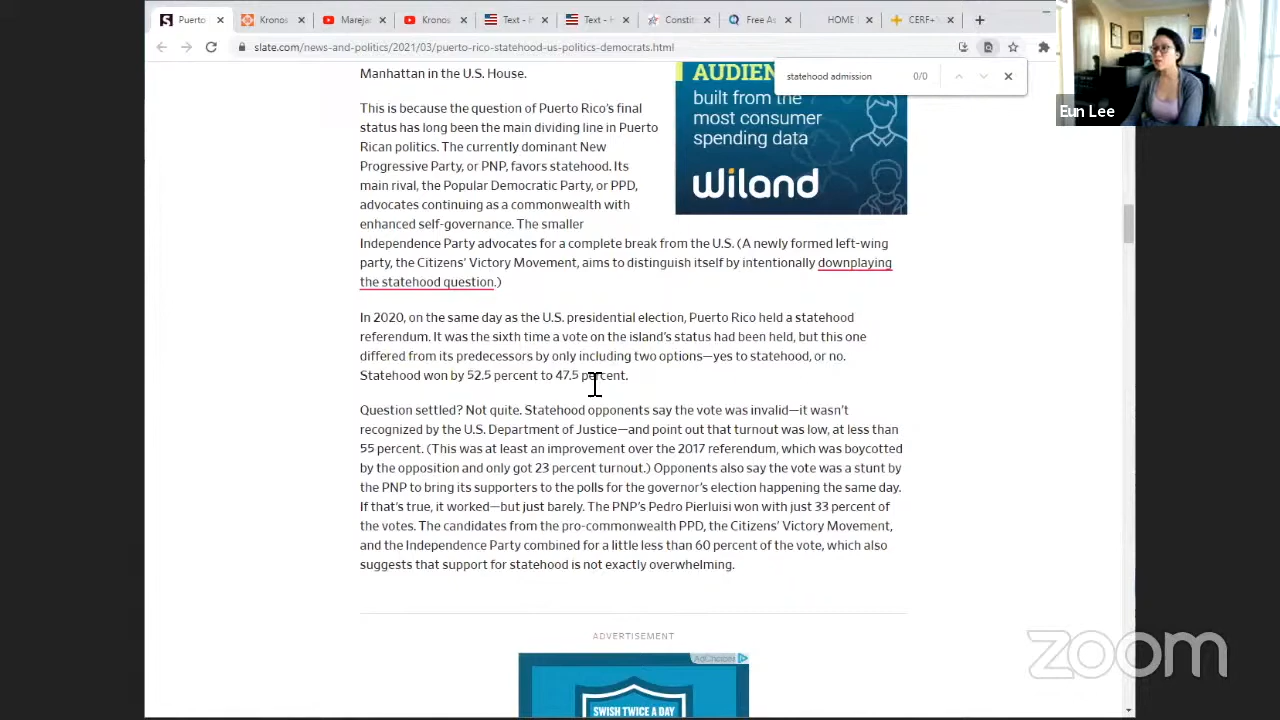 Puerto
Kronos
Marejar
Kronos
Text - H
Text - H
Constit
Free As
HOME
CERF+
slate.com/news-and-politics/2021/03/puerto-rico-statehood-us-politics-democrats.html
statehood admission 0/0
Eun Lee
Manhattan in the U.S. House.
This is because the question of Puerto Rico's final
status has long been the main dividing line in Puerto
Rican politics. The currently dominant New
Progressive Party, or PNP, favors statehood. Its
main rival, the Popular Democratic Party, or PPD,
advocates continuing as a commonwealth with
enhanced self-governance. The smaller
Independence Party advocates for a complete break from the U.S. (A newly formed left-wing
party, the Citizens' Victory Movement, aims to distinguish itself by intentionally downplaying
the statehood question.)
AUDIEN
built from the
most consumer
spending data
wiland
In 2020, on the same day as the U.S. presidential election, Puerto Rico held a statehood
referendum. It was the sixth time a vote on the island's status had been held, but this one
differed from its predecessors by only including two options—yes to statehood, or no.
Statehood won by 52.5 percent to 47.5 percent.
Question settled? Not quite. Statehood opponents say the vote was invalid—it wasn't
recognized by the U.S. Department of Justice—and point out that turnout was low, at less than
55 percent. (This was at least an improvement over the 2017 referendum, which was boycotted
by the opposition and only got 23 percent turnout.) Opponents also say the vote was a stunt by
the PNP to bring its supporters to the polls for the governor's election happening the same day.
If that's true, it worked—but just barely. The PNP's Pedro Pierluisi won with just 33 percent of
the votes. The candidates from the pro-commonwealth PPD, the Citizens' Victory Movement,
and the Independence Party combined for a little less than 60 percent of the vote, which also
suggests that support for statehood is not exactly overwhelming.
ADVERTISEMENT
AdChoices
SWISH TWICE A DAY
zoom